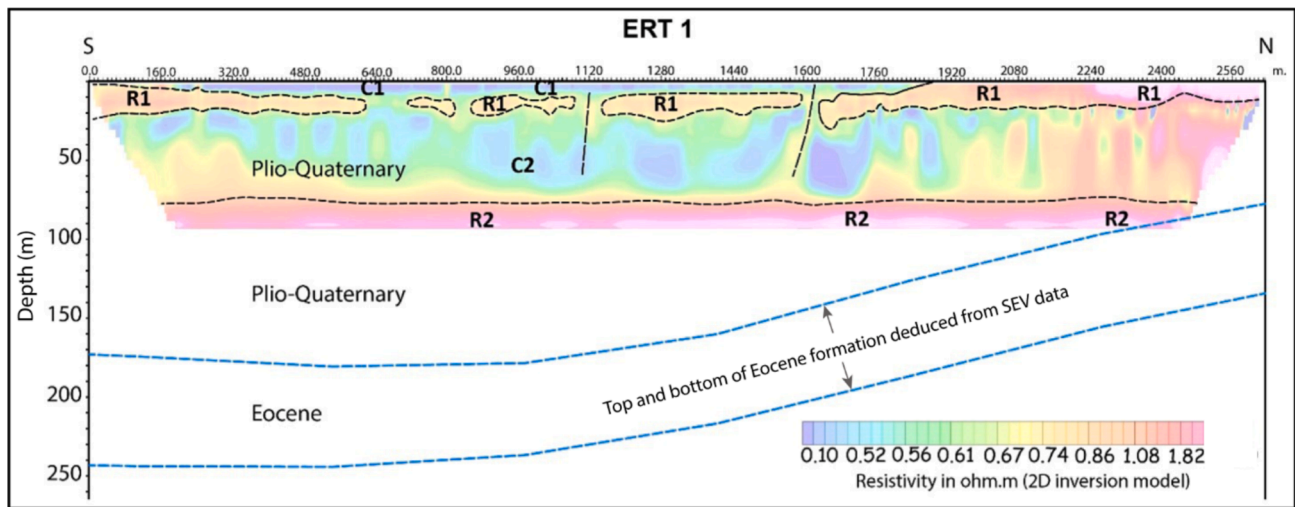 ERT 1
S
N
0.0 160.0 320.0 480.0 640.0 800.0 960.0 1120 1280 1440 1600 1760 1920 2080 2240 2400 2560 m.
C1 C1
R1 R1 R1 R1 R1
50
Plio-Quaternary
C2
R2 R2 R2
100
Depth (m)
Plio-Quaternary
150
Top and bottom of Eocene formation deduced from SEV data
200
Eocene
250
0.10 0.52 0.56 0.61 0.67 0.74 0.86 1.08 1.82
Resistivity in ohm.m (2D inversion model)